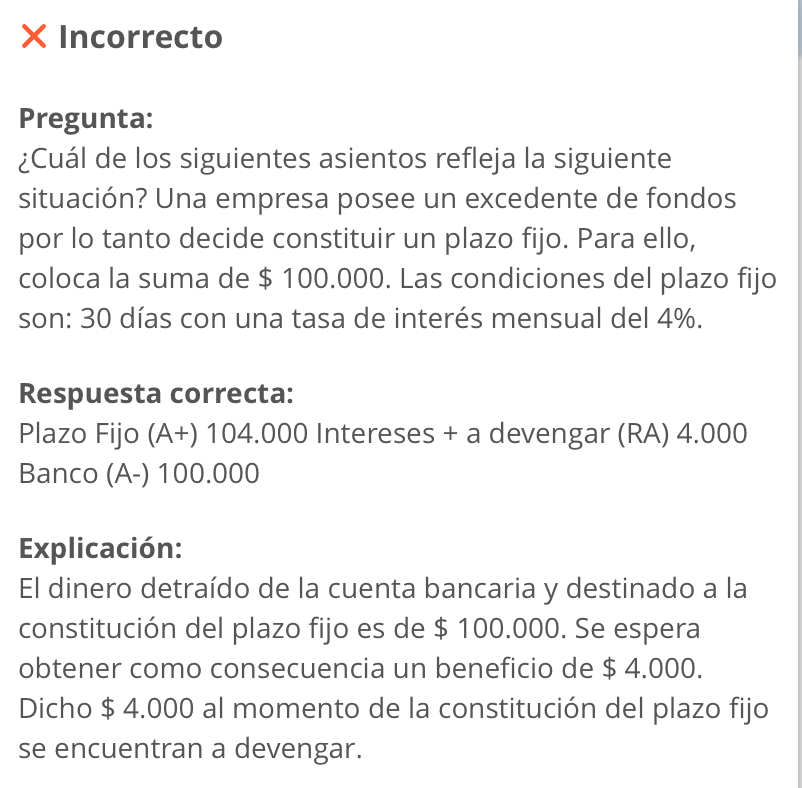 Incorrecto
Pregunta:
¿Cuál de los siguientes asientos refleja la siguiente
situación? Una empresa posee un excedente de fondos
por lo tanto decide constituir un plazo fijo. Para ello,
coloca la suma de $ 100.000. Las condiciones del plazo fijo
son: 30 días con una tasa de interés mensual del 4%.
Respuesta correcta:
Plazo Fijo (A+) 104.000 Intereses + a devengar (RA) 4.000
Banco (A-) 100.000
Explicación:
El dinero detraído de la cuenta bancaria y destinado a la
constitución del plazo fijo es de $ 100.000. Se espera
obtener como consecuencia un beneficio de $ 4.000.
Dicho $ 4.000 al momento de la constitución del plazo fijo
se encuentran a devengar.